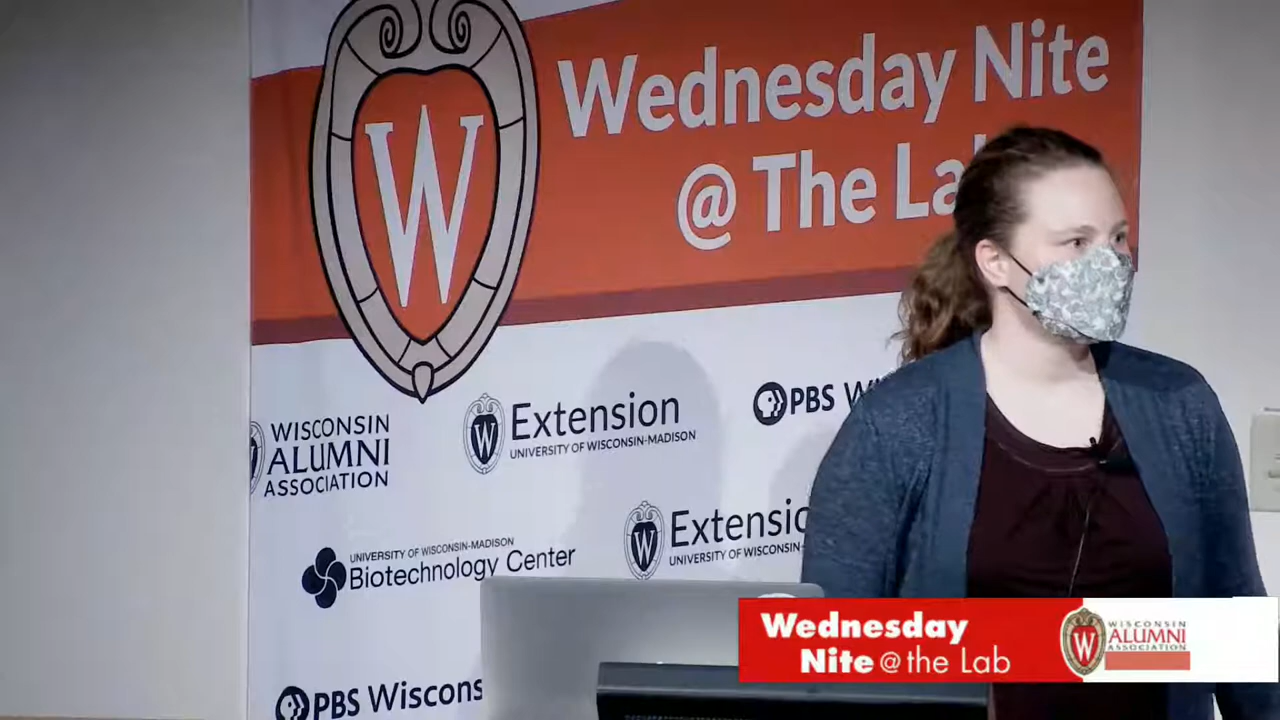 Wednesday Nite
@ The La
W
WISCONSIN
ALUMNI
ASSOCIATION
W
Extension
UNIVERSITY OF WISCONSIN-MADISON
PBS Wi
W
Extensio
UNIVERSITY OF WISCONSIN-
UNIVERSITY OF WISCONSIN-MADISON
Biotechnology Center
PBS Wiscons
Wednesday
Nite @ the Lab
W
WISCONSIN
ALUMNI
ASSOCIATION